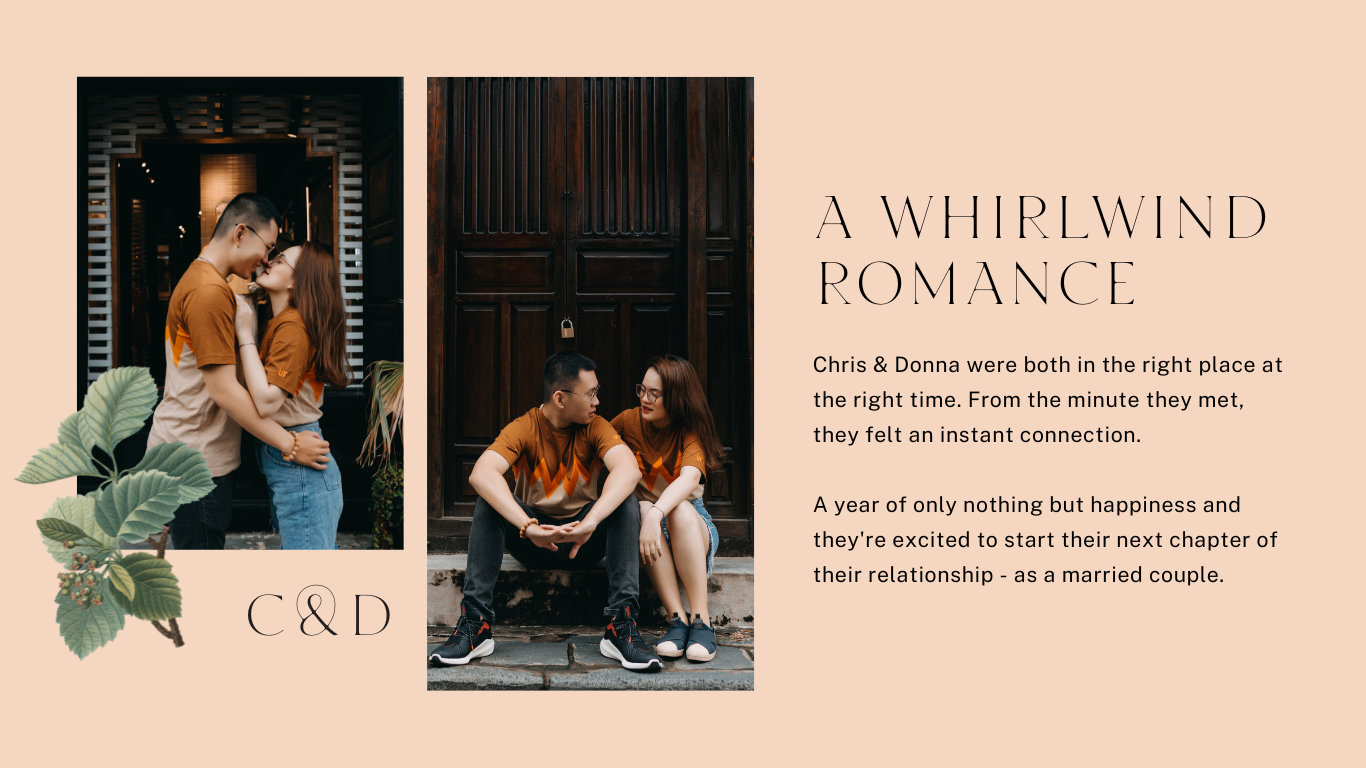 A WHIRLWIND
ROMANCE
Chris & Donna were both in the right place at
the right time. From the minute they met,
they felt an instant connection.
A year of only nothing but happiness and
they're excited to start their next chapter of
their relationship - as a married couple.
C&D